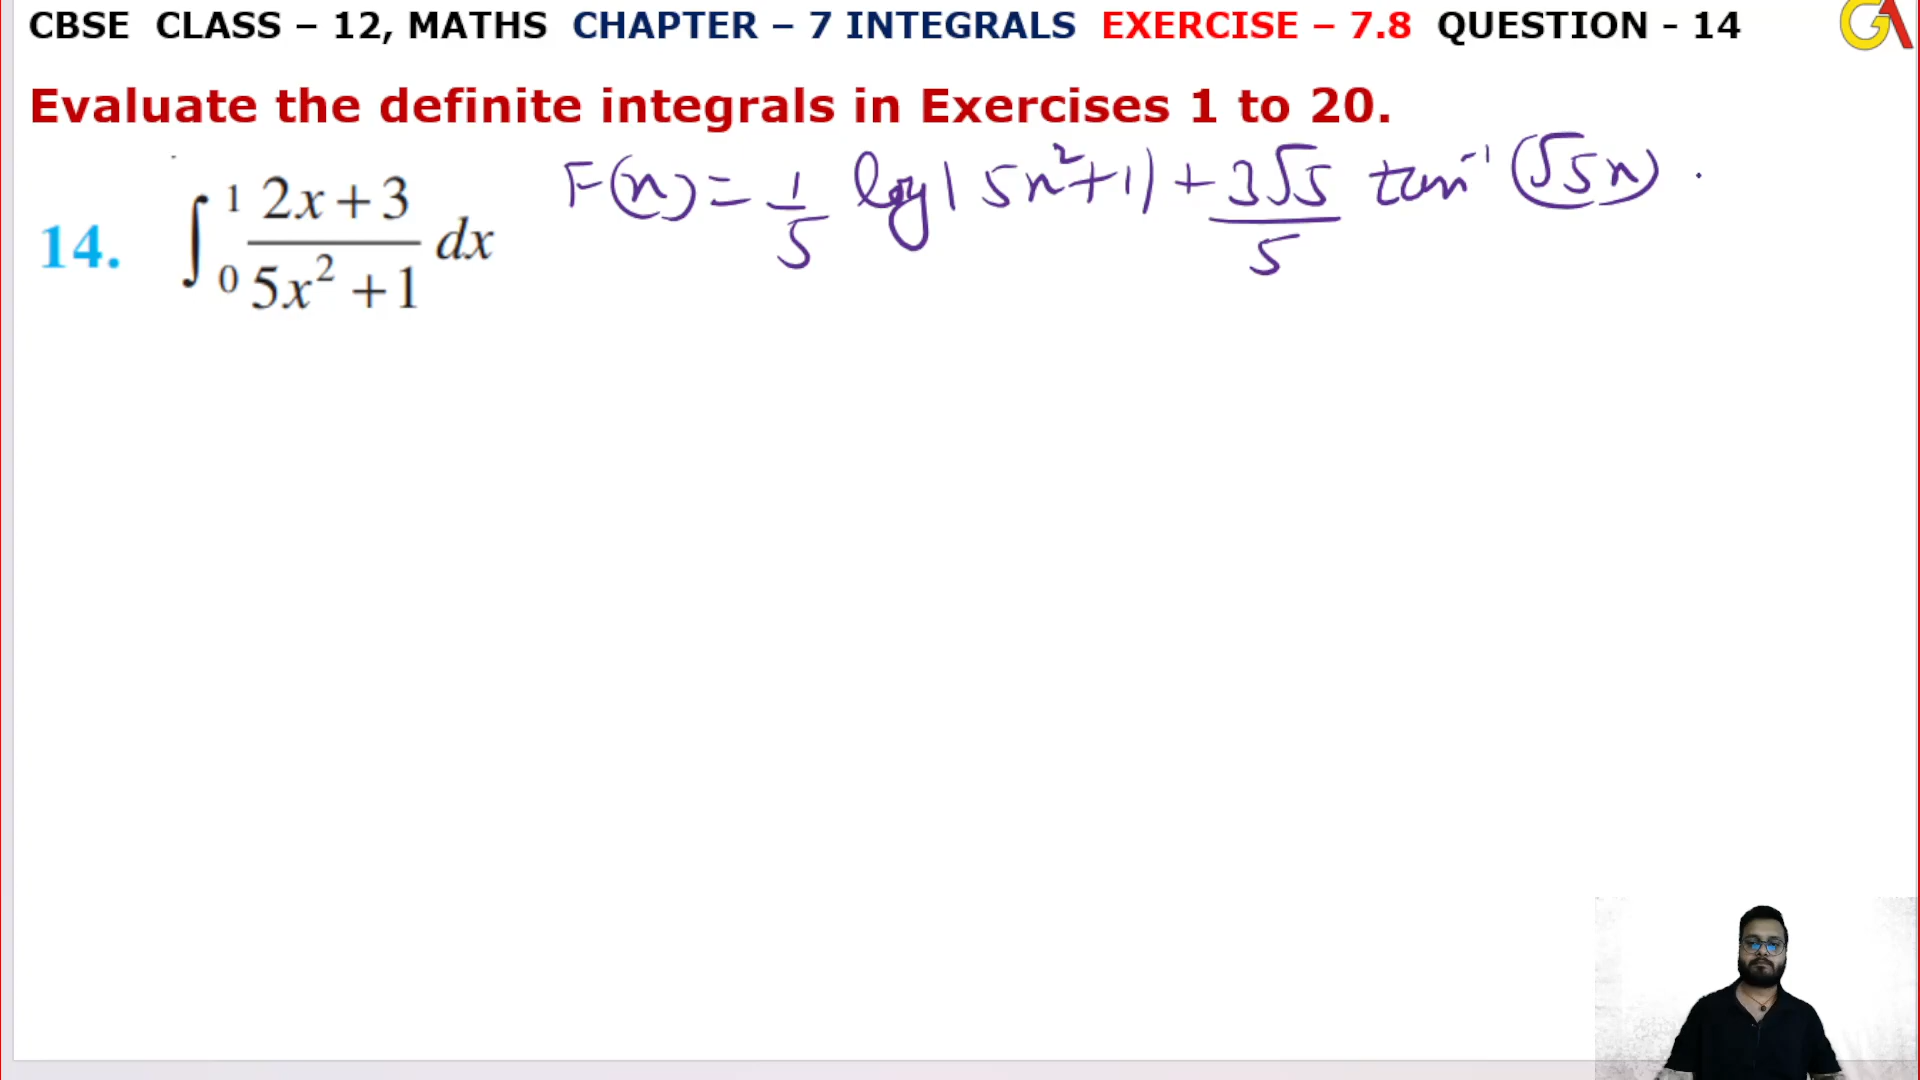 CBSE CLASS – 12, MATHS CHAPTER – 7 INTEGRALS EXERCISE – 7.8 QUESTION - 14
GA
Evaluate the definite integrals in Exercises 1 to 20.
14. ∫₀¹ (2x+3)/(5x²+1) dx
F(x) = 1/5 log|5x²+1| + 3√5/5 tan⁻¹(√5x).